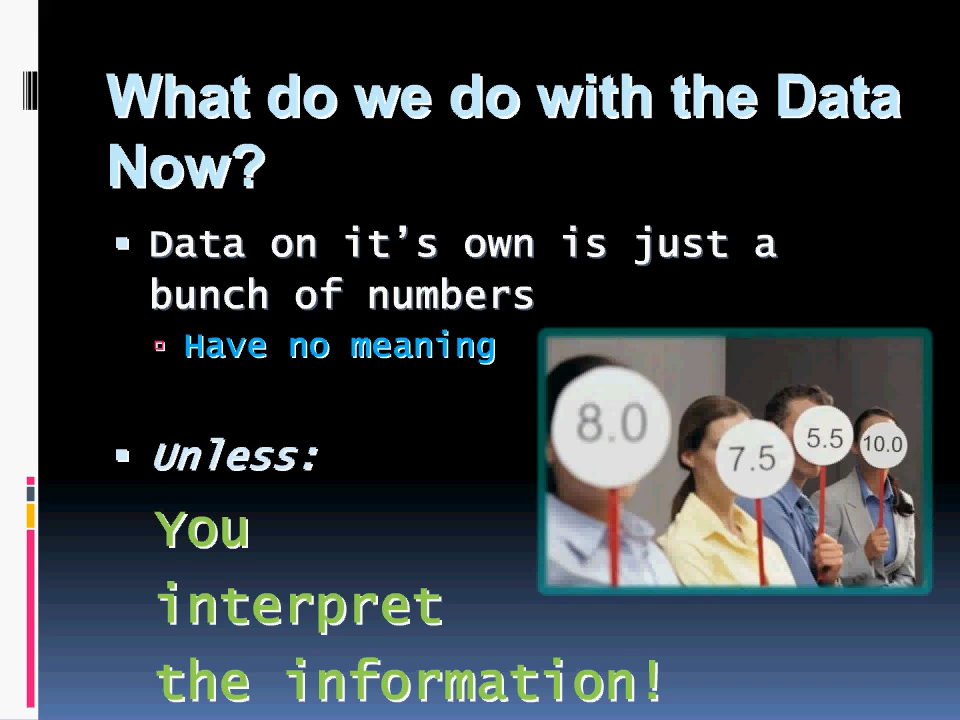 What do we do with the Data
Now?
Data on it’s own is just a
bunch of numbers
Have no meaning
Unless:
You
interpret
the information!
8.0
7.5
5.5
10.0